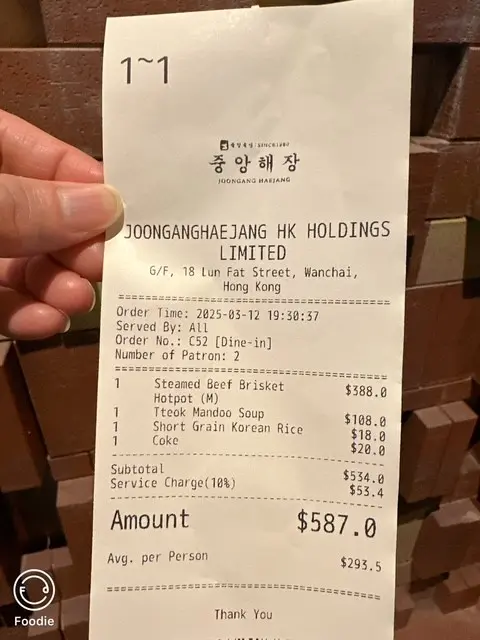 1~1
SINCE1980
중앙해장
JOONGANG HAEJANG
JOONGANGHAEJANG HK HOLDINGS
LIMITED
G/F, 18 Lun Fat Street, Wanchai,
Hong Kong
Order Time: 2025-03-12 19:30:37
Served By: All
Order No.: C52 [Dine-in]
Number of Patron: 2
1 Steamed Beef Brisket $388.0
Hotpot (M)
1 Tteok Mandoo Soup $108.0
1 Short Grain Korean Rice $18.0
1 Coke $20.0
Subtotal $534.0
Service Charge(10%) $53.4
Amount $587.0
Avg. per Person $293.5
Thank You
Foodie